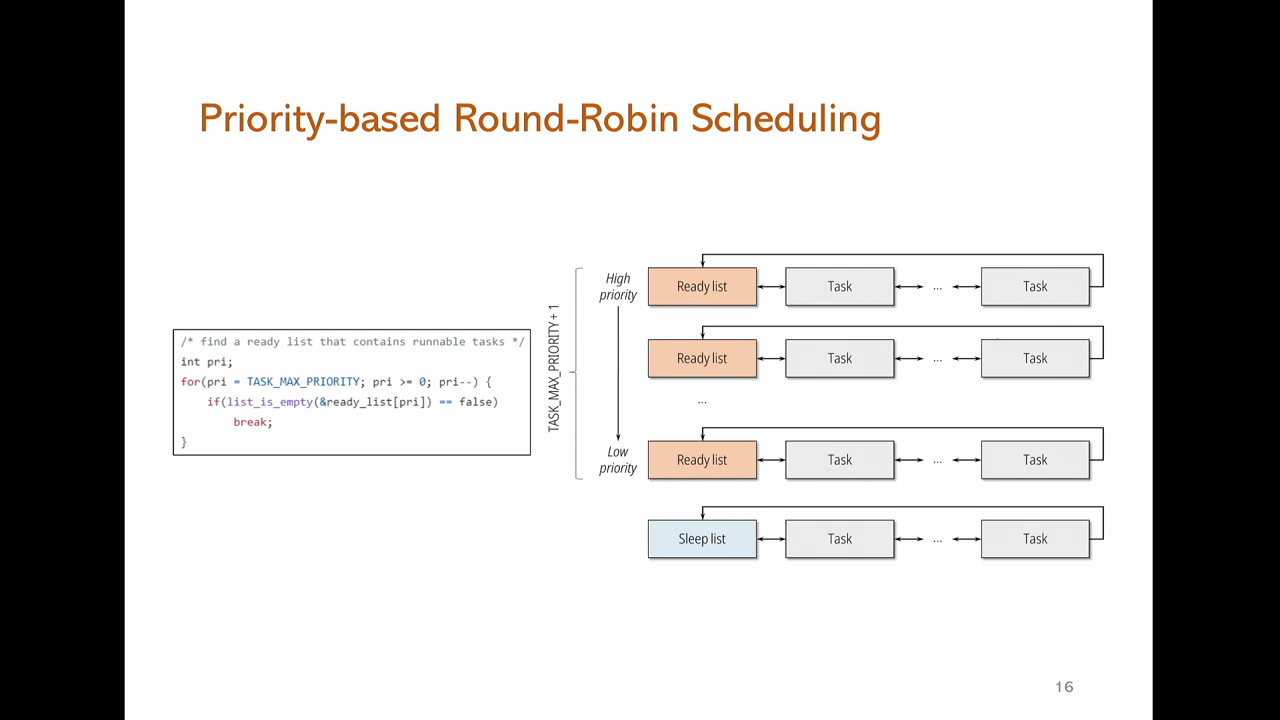 Priority-based Round-Robin Scheduling
/* find a ready list that contains runnable tasks */
int pri;
for(pri = TASK_MAX_PRIORITY; pri >= 0; pri--) {
    if(list_is_empty(&ready_list[pri]) == false)
        break;
}
TASK_MAX_PRIORITY + 1
High
priority
Low
priority
Ready list
Task
...
Task
Ready list
Task
...
Task
...
Ready list
Task
...
Task
Sleep list
Task
...
Task
16